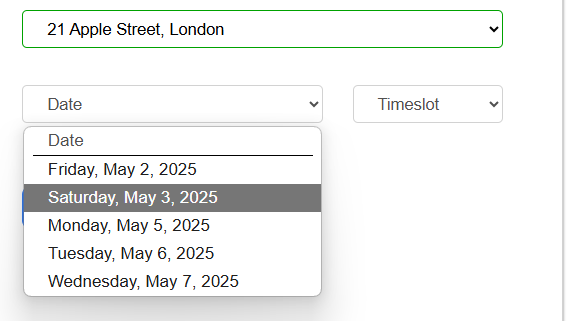 21 Apple Street, London
Date
Timeslot
Date
Friday, May 2, 2025
Saturday, May 3, 2025
Monday, May 5, 2025
Tuesday, May 6, 2025
Wednesday, May 7, 2025